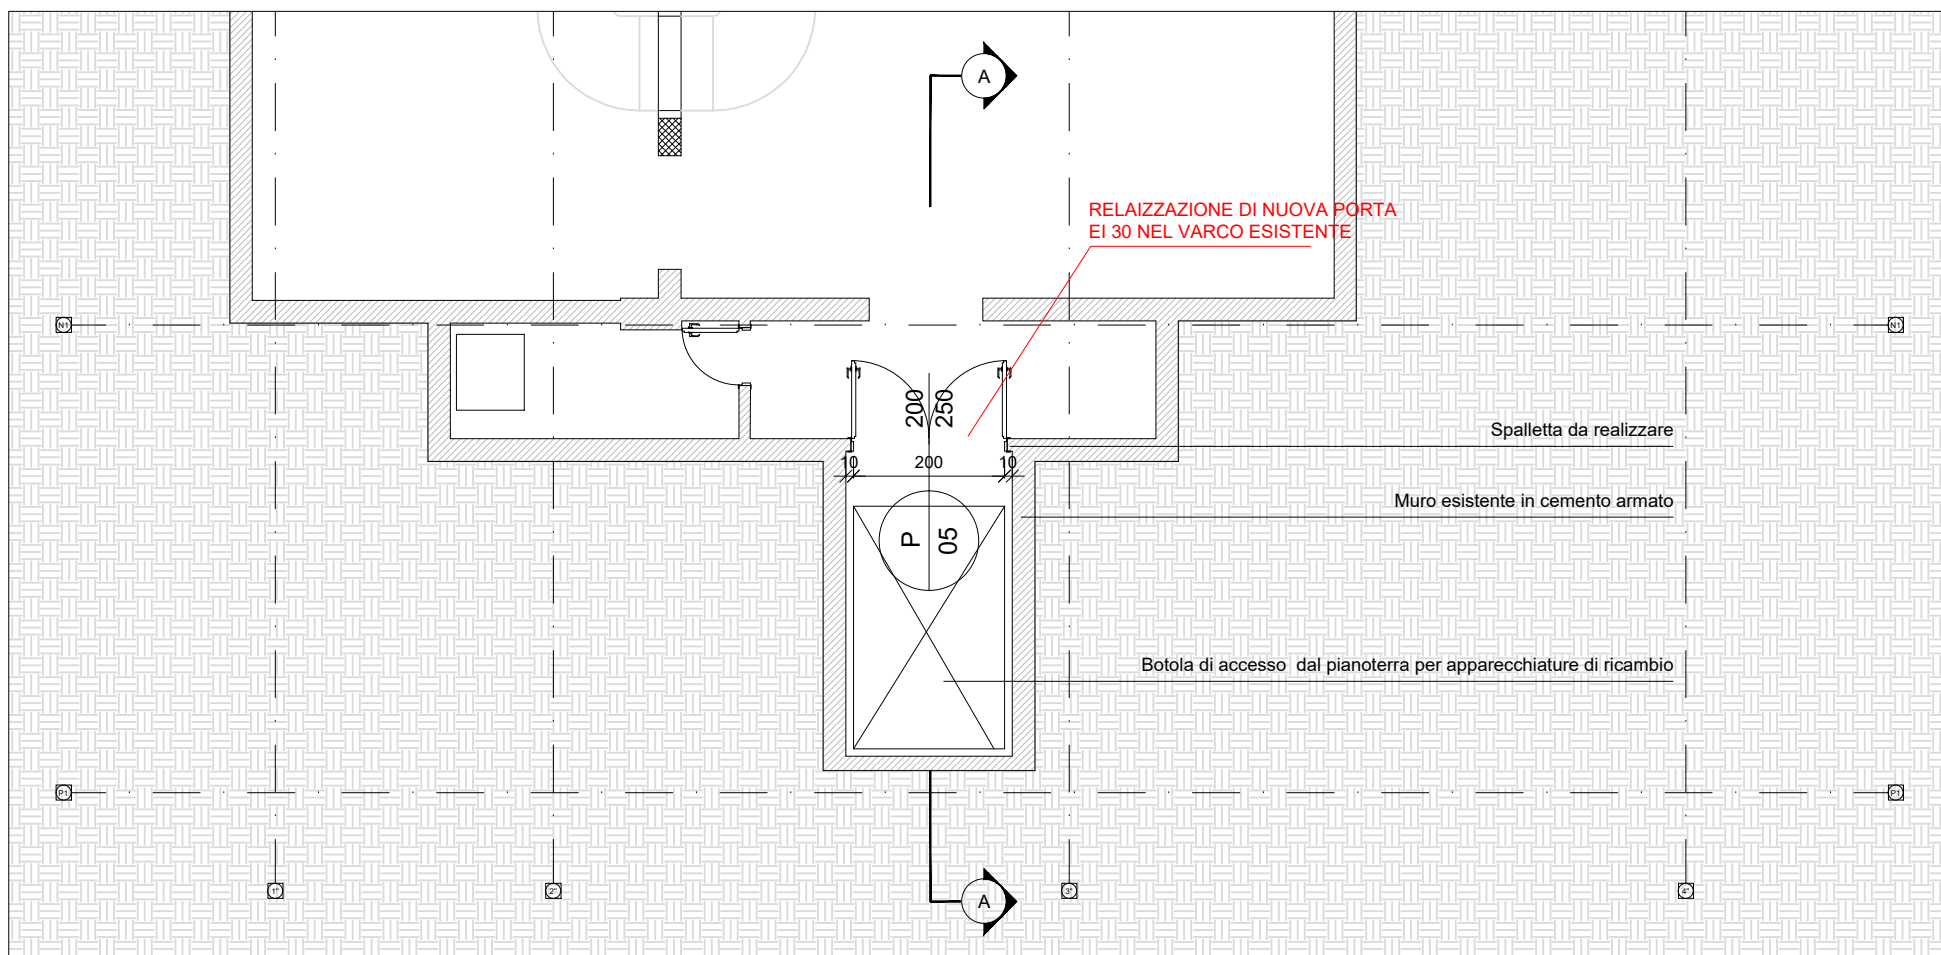 A
RELAIZZAZIONE DI NUOVA PORTA
EI 30 NEL VARCO ESISTENTE
N1
N1
200
250
Spalletta da realizzare
10
200
10
Muro esistente in cemento armato
P
05
Botola di accesso dal pianoterra per apparecchiature di ricambio
P1
P1
1"
2"
3"
4"
A